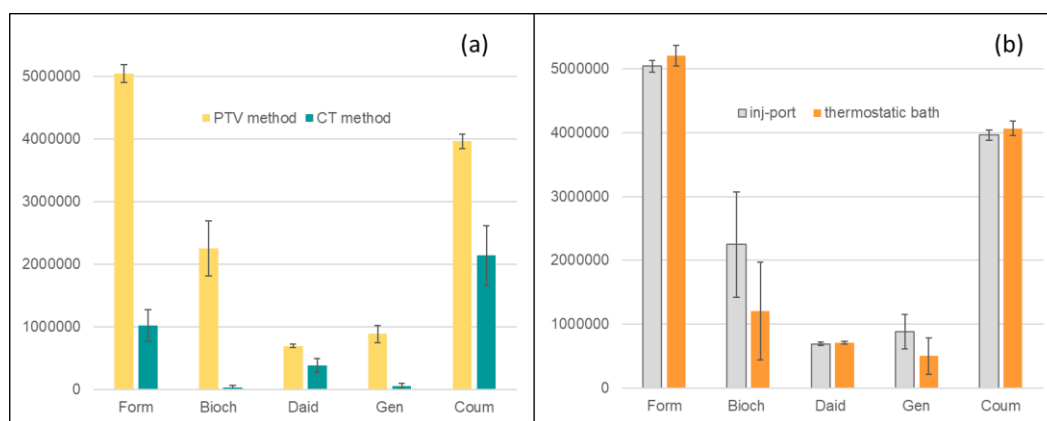 (a)
5000000
PTV method CT method
4000000
3000000
2000000
1000000
0
Form Bioch Daid Gen Coum
(b)
5000000
inj-port thermostatic bath
4000000
3000000
2000000
1000000
0
Form Bioch Daid Gen Coum